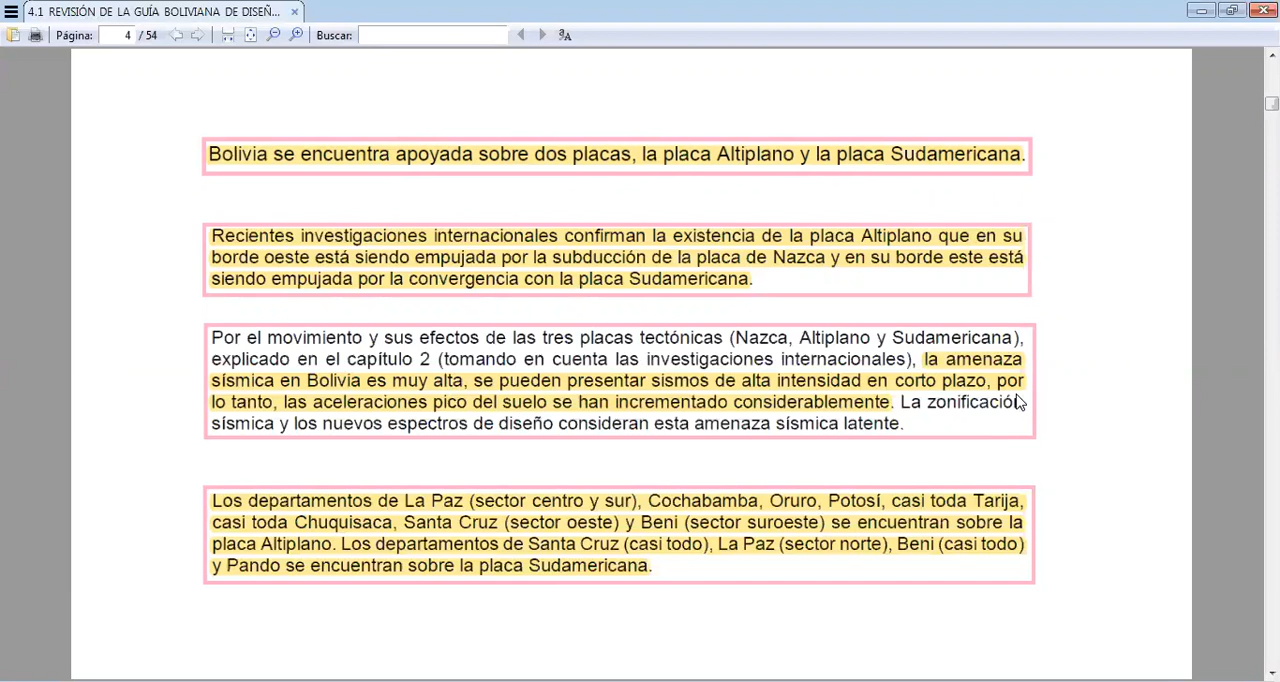 4.1 REVISIÓN DE LA GUÍA BOLIVIANA DE DISEÑ...
Página: 4 / 54 Buscar:
Bolivia se encuentra apoyada sobre dos placas, la placa Altiplano y la placa Sudamericana.
Recientes investigaciones internacionales confirman la existencia de la placa Altiplano que en su
borde oeste está siendo empujada por la subducción de la placa de Nazca y en su borde este está
siendo empujada por la convergencia con la placa Sudamericana.
Por el movimiento y sus efectos de las tres placas tectónicas (Nazca, Altiplano y Sudamericana),
explicado en el capítulo 2 (tomando en cuenta las investigaciones internacionales), la amenaza
sísmica en Bolivia es muy alta, se pueden presentar sismos de alta intensidad en corto plazo, por
lo tanto, las aceleraciones pico del suelo se han incrementado considerablemente. La zonificación
sísmica y los nuevos espectros de diseño consideran esta amenaza sísmica latente.
Los departamentos de La Paz (sector centro y sur), Cochabamba, Oruro, Potosí, casi toda Tarija,
casi toda Chuquisaca, Santa Cruz (sector oeste) y Beni (sector suroeste) se encuentran sobre la
placa Altiplano. Los departamentos de Santa Cruz (casi todo), La Paz (sector norte), Beni (casi todo)
y Pando se encuentran sobre la placa Sudamericana.